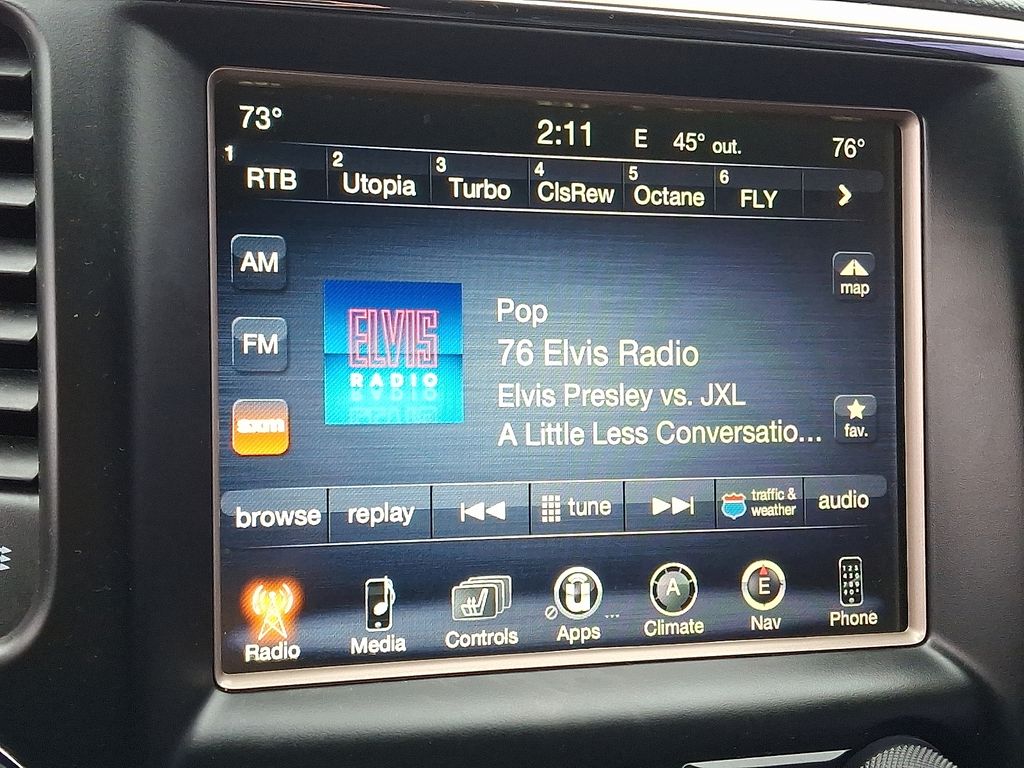 73° 2:11 E 45° out. 76°
1 RTB 2 Utopia 3 Turbo 4 ClsRew 5 Octane 6 FLY
AM
map
ELVIS
RADIO
Pop
FM
76 Elvis Radio
Elvis Presley vs. JXL
sxm
fav.
A Little Less Conversatio...
browse replay tune traffic & weather audio
A E
Radio Media Controls Apps ... Climate Nav Phone